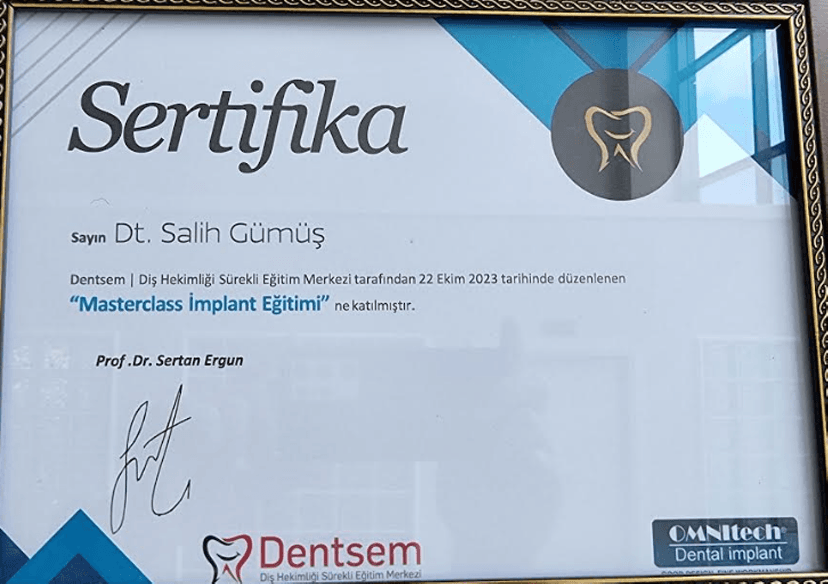 Sertifika
Sayın Dt. Salih Gümüş
Dentsem | Diş Hekimliği Sürekli Eğitim Merkezi tarafından 22 Ekim 2023 tarihinde düzenlenen
“Masterclass İmplant Eğitimi” ne katılmıştır.
Prof .Dr. Sertan Ergun
Dentsem
Diş Hekimliği Sürekli Eğitim Merkezi
OMNItech
Dental implant